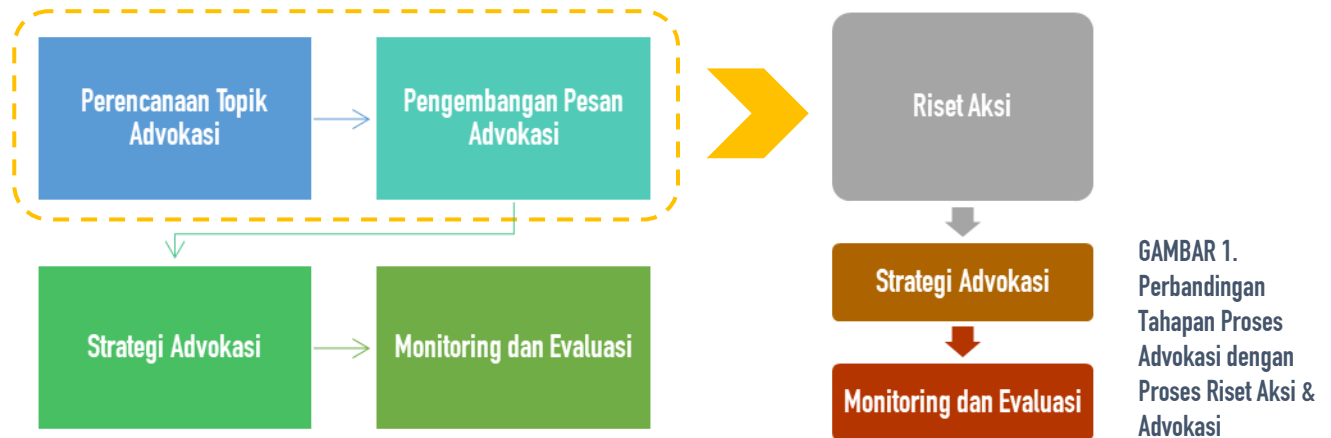 Perencanaan Topik
Advokasi
Pengembangan Pesan
Advokasi
Strategi Advokasi
Monitoring dan Evaluasi
Riset Aksi
Strategi Advokasi
Monitoring dan Evaluasi
GAMBAR 1.
Perbandingan
Tahapan Proses
Advokasi dengan
Proses Riset Aksi &
Advokasi